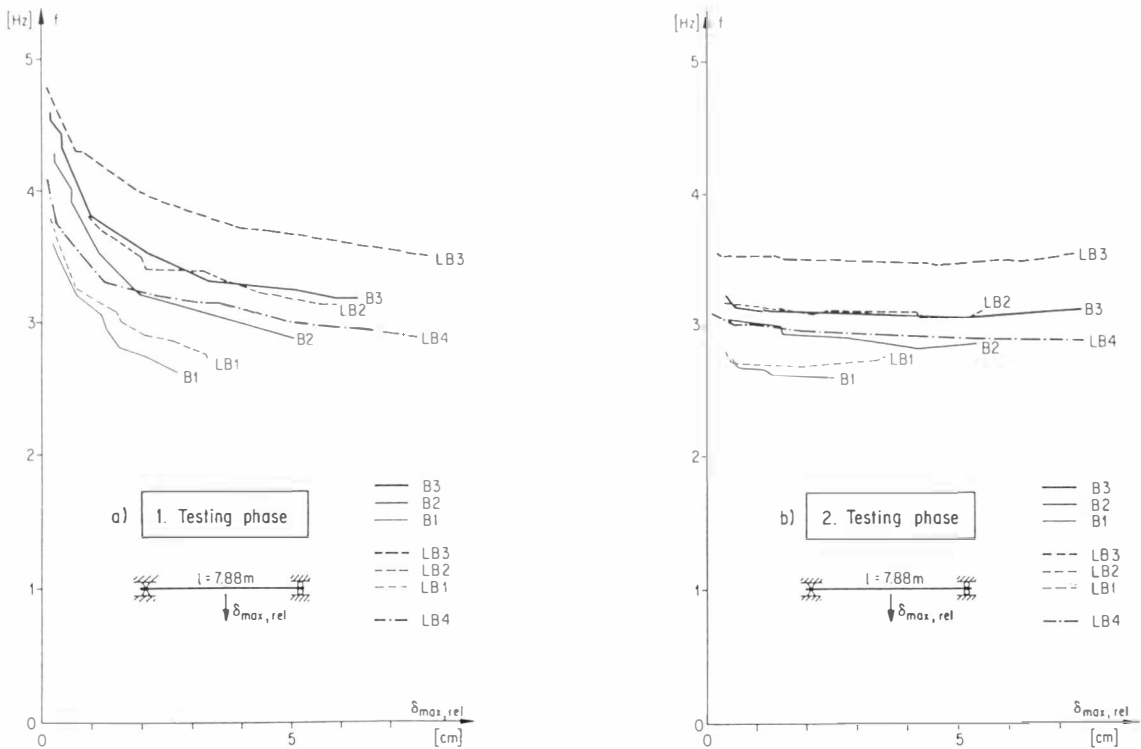 [Hz] f
5
4
3
2
1
0
LB3
B3
LB2
B2
LB4
LB1
B1
a) 1. Testing phase
l = 7.88m
δmax, rel
B3
B2
B1
LB3
LB2
LB1
LB4
5
δmax, rel
[cm]
[Hz] f
5
4
3
2
1
0
LB3
LB2
B3
LB4
B2
LB1
B1
b) 2. Testing phase
l = 7.88m
δmax, rel
B3
B2
B1
LB3
LB2
LB1
LB4
5
δmax, rel
[cm]